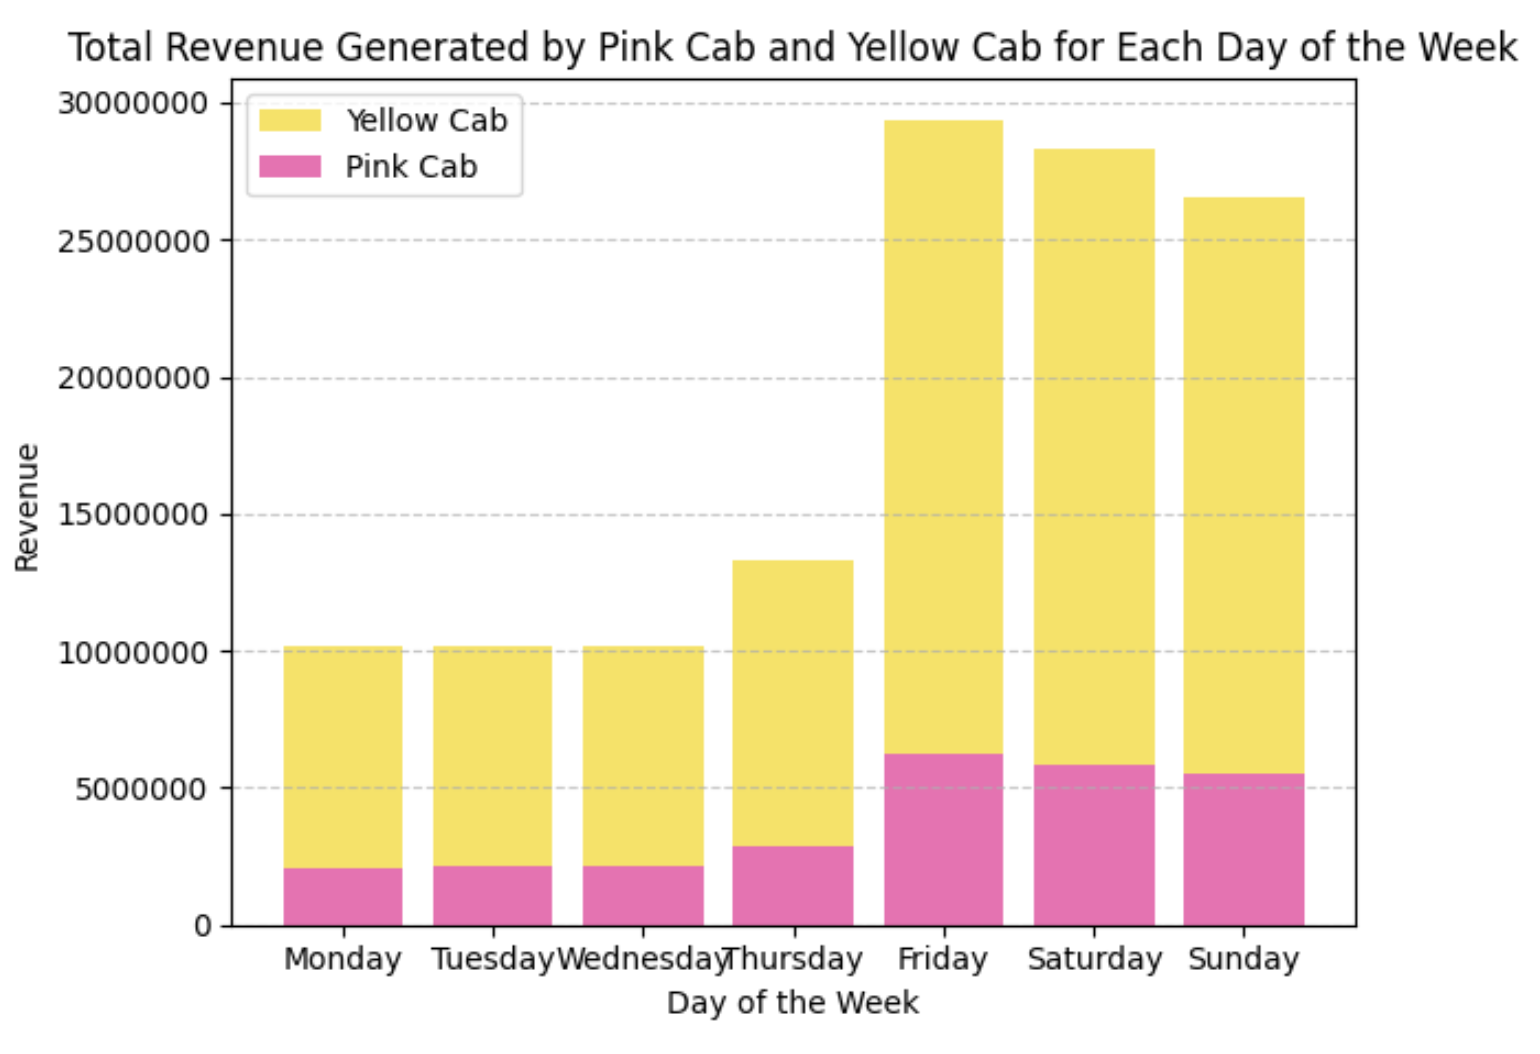 Total Revenue Generated by Pink Cab and Yellow Cab for Each Day of the Week
Yellow Cab
Pink Cab
30000000
25000000
20000000
15000000
10000000
5000000
0
Revenue
Monday Tuesday Wednesday Thursday Friday Saturday Sunday
Day of the Week